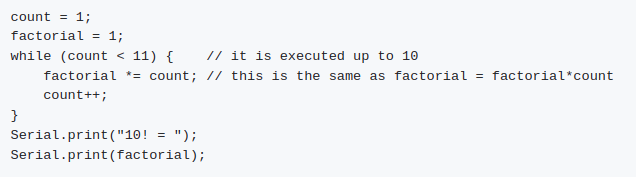 count = 1;
factorial = 1;
while (count < 11) {    // it is executed up to 10
    factorial *= count; // this is the same as factorial = factorial*count
    count++;
}
Serial.print("10! = ");
Serial.print(factorial);